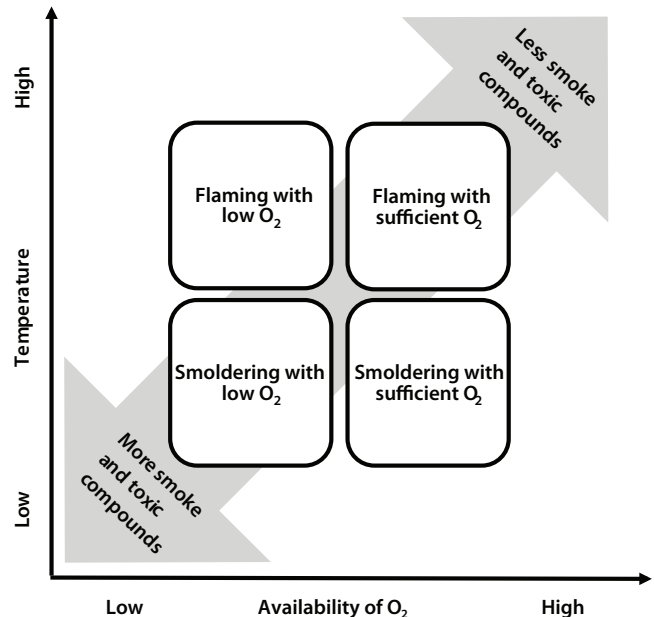 High
Temperature
Low
Less smoke
and toxic
compounds
Flaming with
low O₂
Flaming with
sufficient O₂
Smoldering with
low O₂
Smoldering with
sufficient O₂
More smoke
and toxic
compounds
Low
Availability of O₂
High